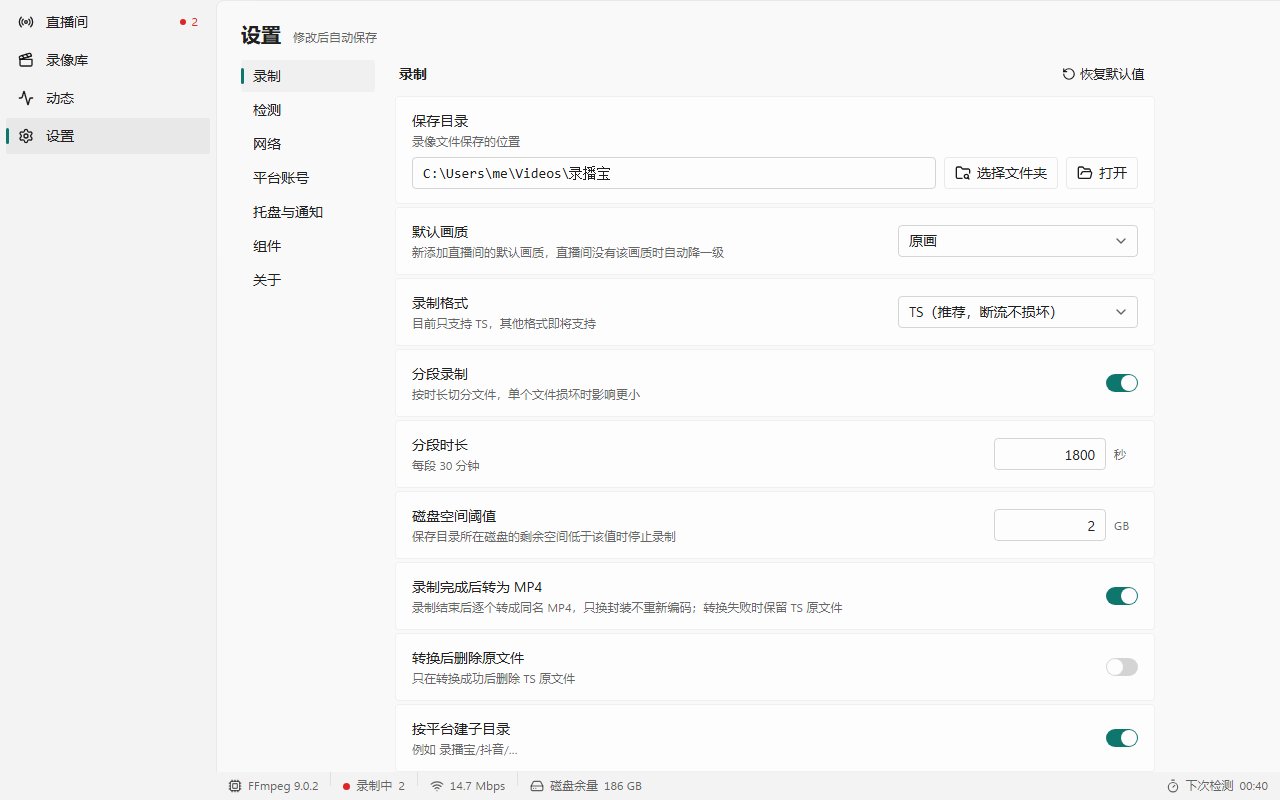 直播间 2
录像库
动态
设置
设置 修改后自动保存
录制
检测
网络
平台账号
托盘与通知
组件
关于
录制 恢复默认值
保存目录
录像文件保存的位置
C:\Users\me\Videos\录播宝 选择文件夹 打开
默认画质
新添加直播间的默认画质，直播间没有该画质时自动降一级
原画
录制格式
目前只支持 TS，其他格式即将支持
TS（推荐，断流不损坏）
分段录制
按时长切分文件，单个文件损坏时影响更小
分段时长
每段 30 分钟
1800 秒
磁盘空间阈值
保存目录所在磁盘的剩余空间低于该值时停止录制
2 GB
录制完成后转为 MP4
录制结束后逐个转成同名 MP4，只换封装不重新编码；转换失败时保留 TS 原文件
转换后删除原文件
只在转换成功后删除 TS 原文件
按平台建子目录
例如 录播宝/抖音/...
FFmpeg 9.0.2 录制中 2 14.7 Mbps 磁盘余量 186 GB 下次检测 00:40